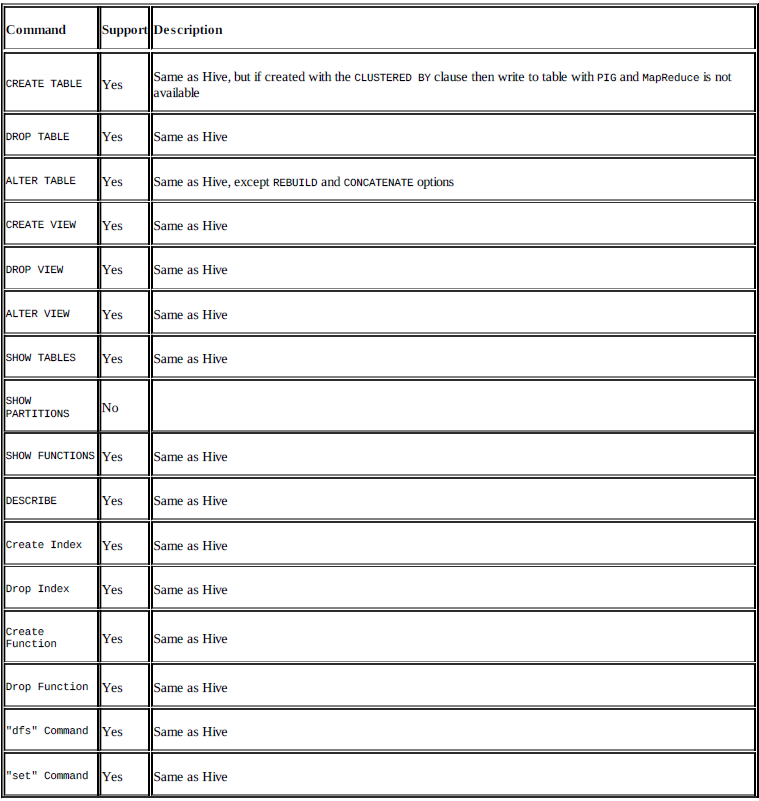 Command Support Description
CREATE TABLE Yes Same as Hive, but if created with the CLUSTERED BY clause then write to table with PIG and MapReduce is not
available
DROP TABLE Yes Same as Hive
ALTER TABLE Yes Same as Hive, except REBUILD and CONCATENATE options
CREATE VIEW Yes Same as Hive
DROP VIEW Yes Same as Hive
ALTER VIEW Yes Same as Hive
SHOW TABLES Yes Same as Hive
SHOW
PARTITIONS No
SHOW FUNCTIONS Yes Same as Hive
DESCRIBE Yes Same as Hive
Create Index Yes Same as Hive
Drop Index Yes Same as Hive
Create
Function Yes Same as Hive
Drop Function Yes Same as Hive
"dfs" Command Yes Same as Hive
"set" Command Yes Same as Hive